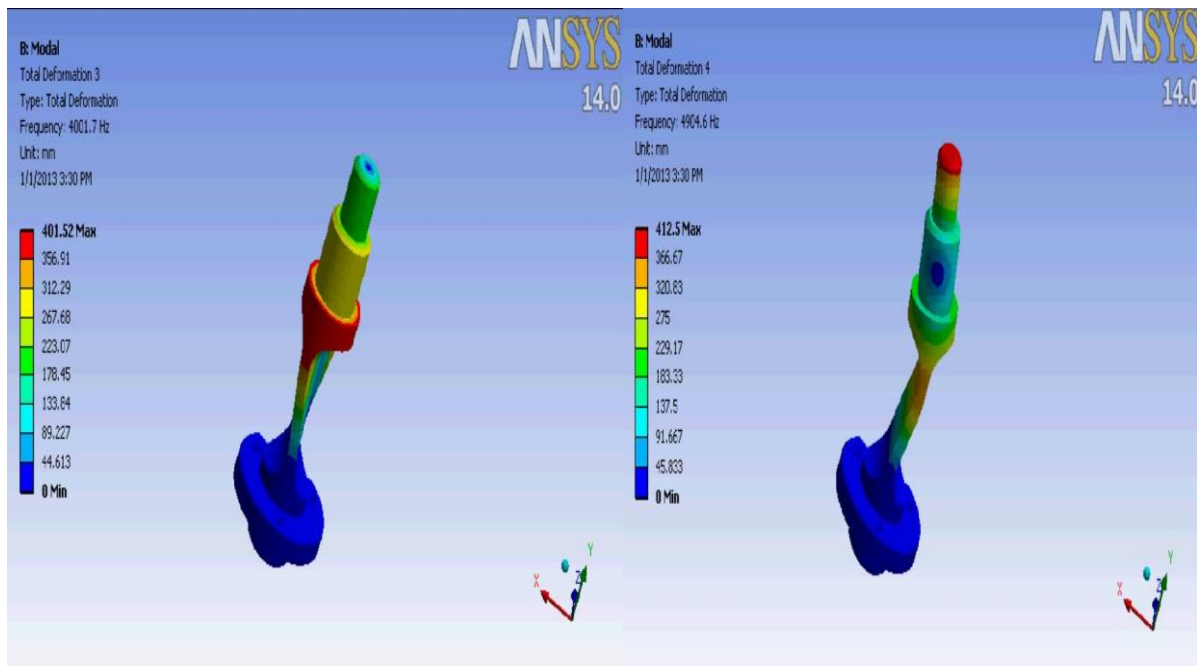 B: Modal
Total Deformation 3
Type: Total Deformation
Frequency: 4001.7 Hz
Unit: mm
1/1/2013 3:30 PM
401.52 Max
356.91
312.29
267.68
223.07
178.45
133.84
89.227
44.613
0 Min
ANSYS
14.0
X
Y
Z
B: Modal
Total Deformation 4
Type: Total Deformation
Frequency: 4904.6 Hz
Unit: mm
1/1/2013 3:30 PM
412.5 Max
366.67
320.83
275
229.17
183.33
137.5
91.667
45.833
0 Min
ANSYS
14.0
X
Y
Z